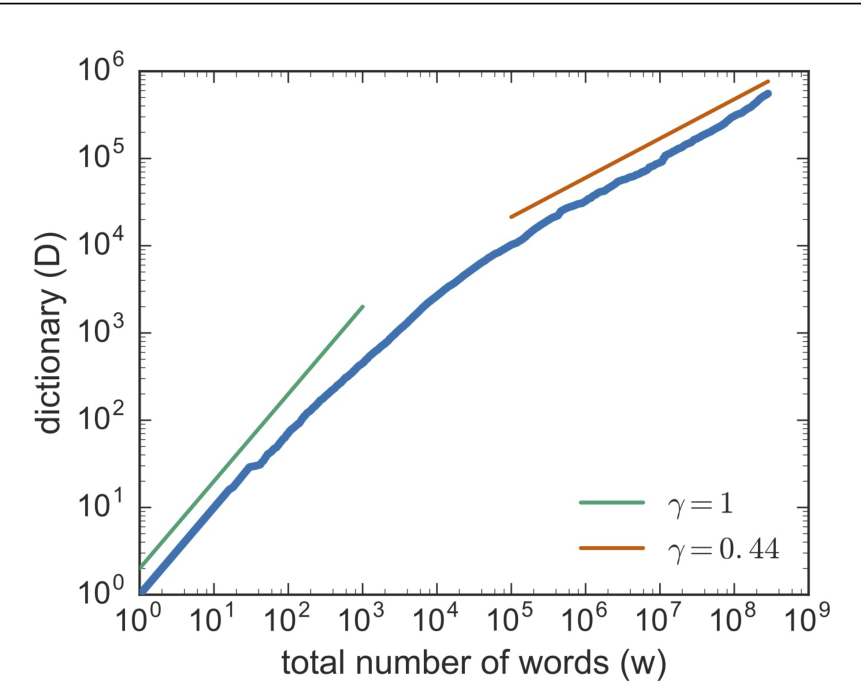 10^6
10^5
10^4
10^3
10^2
10^1
10^0
dictionary (D)
γ = 1
γ = 0.44
10^0 10^1 10^2 10^3 10^4 10^5 10^6 10^7 10^8 10^9
total number of words (w)